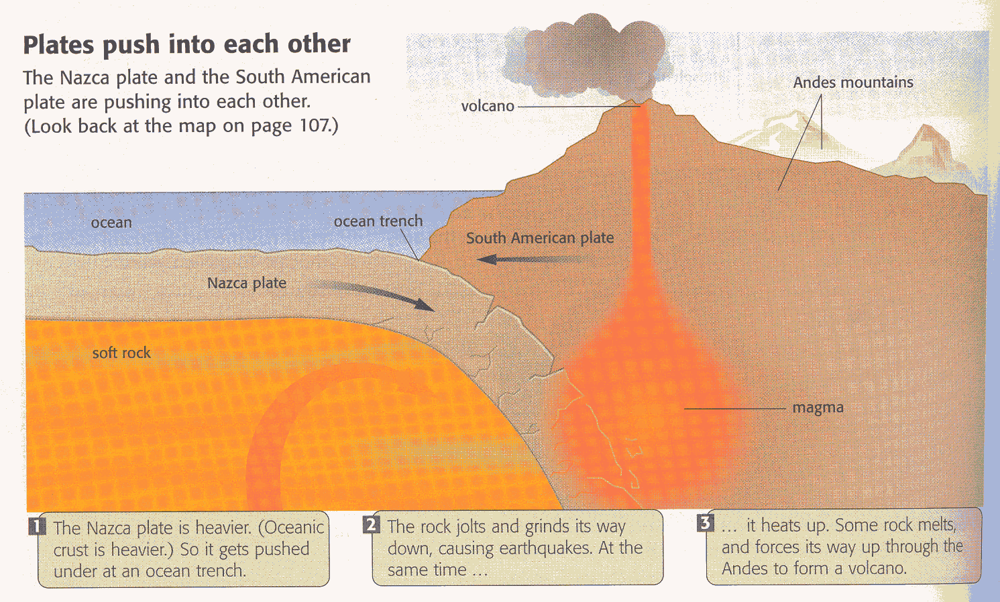 Plates push into each other
The Nazca plate and the South American
plate are pushing into each other.
(Look back at the map on page 107.)
volcano
Andes mountains
ocean
ocean trench
South American plate
Nazca plate
soft rock
magma
1 The Nazca plate is heavier. (Oceanic
crust is heavier.) So it gets pushed
under at an ocean trench.
2 The rock jolts and grinds its way
down, causing earthquakes. At the
same time ...
3 ... it heats up. Some rock melts,
and forces its way up through the
Andes to form a volcano.